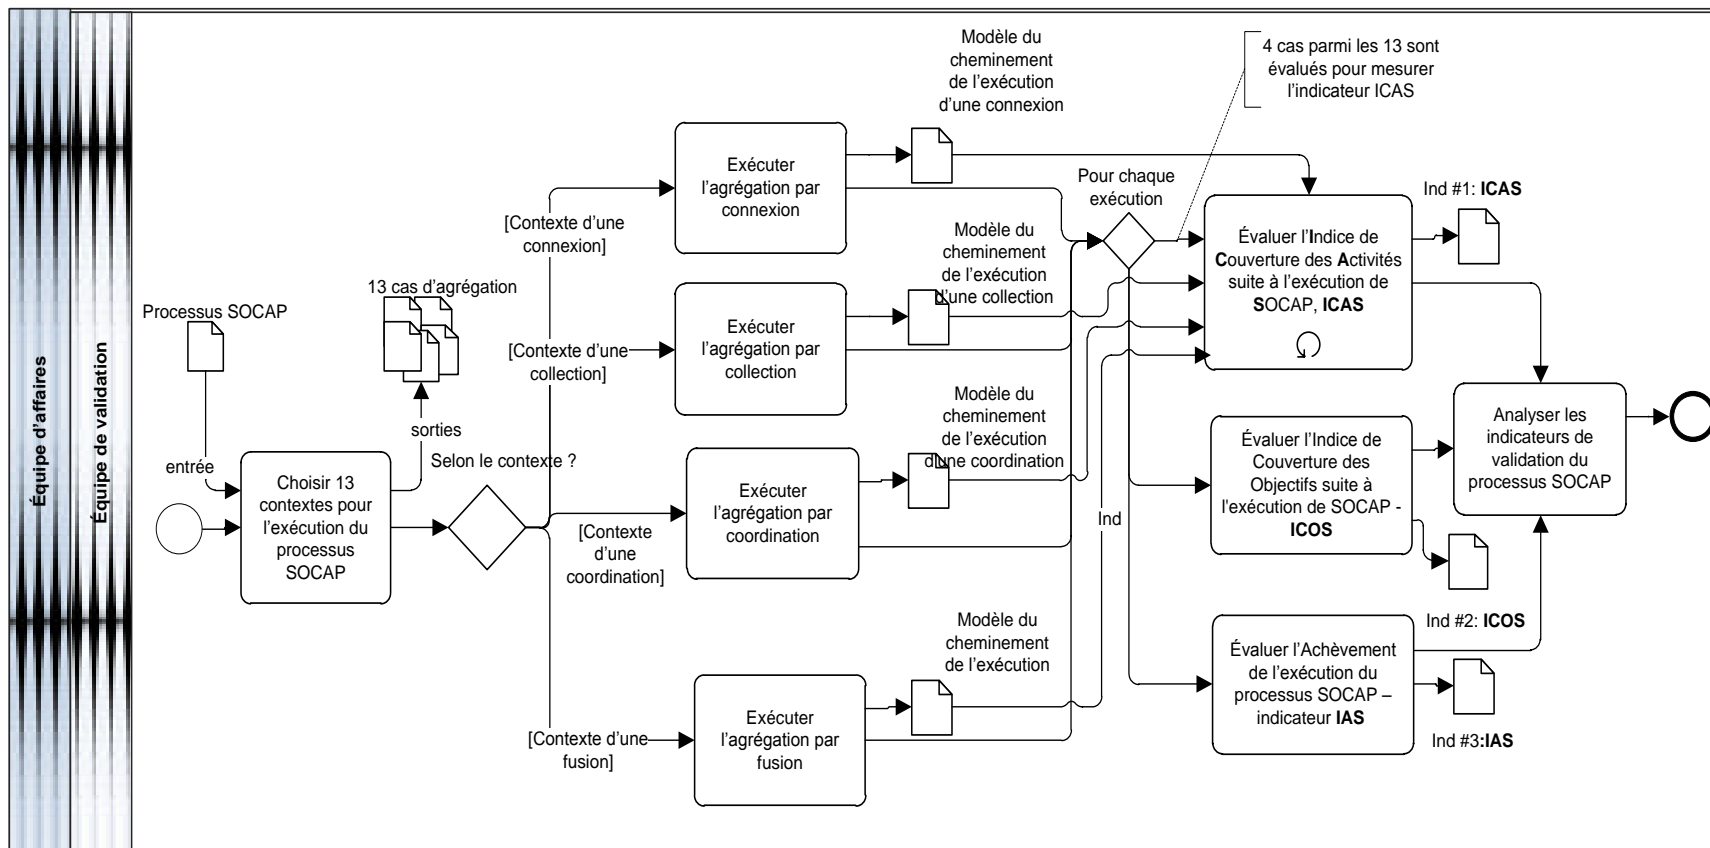 Équipe d'affaires
Équipe de validation
Processus SOCAP
entrée
13 cas d'agrégation
sorties
Choisir 13
contextes pour
l'exécution du
processus
SOCAP
Selon le contexte ?
[Contexte d'une
connexion]
[Contexte d'une
collection]
[Contexte
d'une
coordination]
[Contexte d'une
fusion]
Exécuter
l'agrégation par
connexion
Exécuter
l'agrégation par
collection
Exécuter
l'agrégation par
coordination
Exécuter
l'agrégation par
fusion
Modèle du
cheminement
de l'exécution
d'une connexion
Modèle du
cheminement
de l'exécution
d'une collection
Modèle du
cheminement
de l'exécution
d'une coordination
Modèle du
cheminement
de l'exécution
Pour chaque
exécution
Ind
4 cas parmi les 13 sont
évalués pour mesurer
l'indicateur ICAS
Évaluer l'Indice de
Couverture des Activités
suite à l'exécution de
SOCAP, ICAS
Ind #1: ICAS
Évaluer l'Indice de
Couverture des
Objectifs suite à
l'exécution de SOCAP -
ICOS
Ind #2: ICOS
Évaluer l'Achèvement
de l'exécution du
processus SOCAP –
indicateur IAS
Ind #3:IAS
Analyser les
indicateurs de
validation du
processus SOCAP